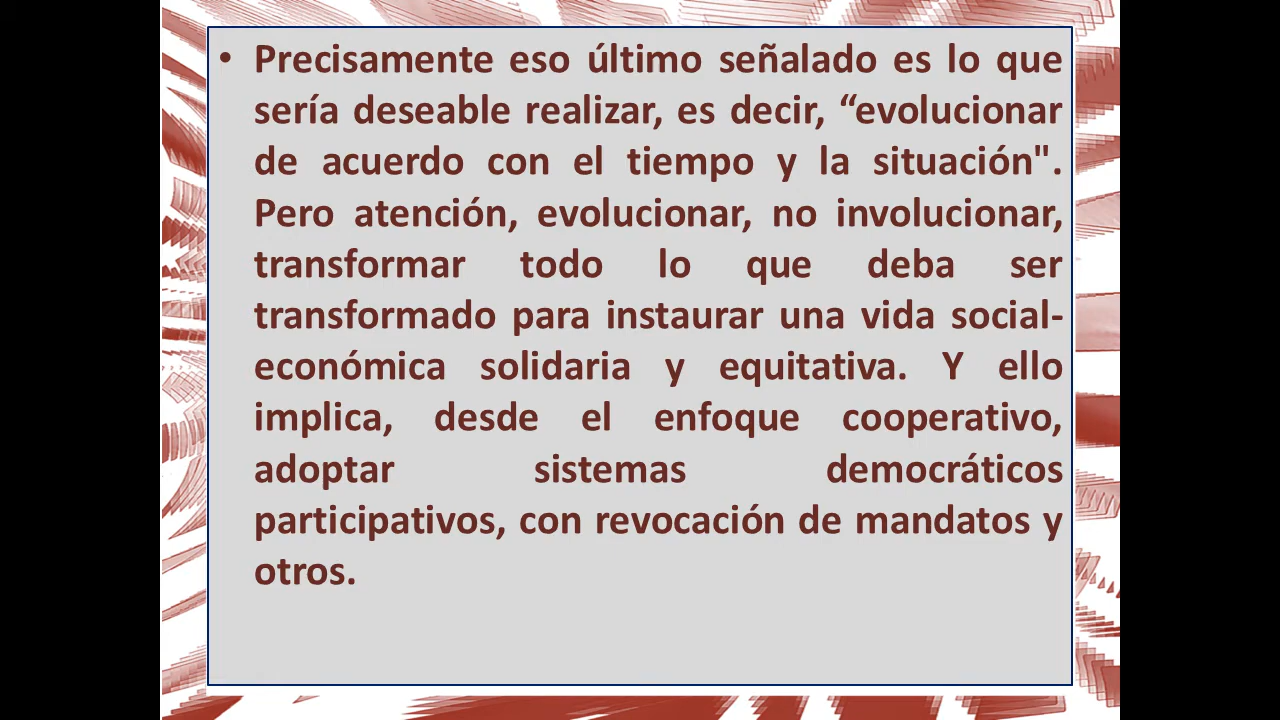 • Precisamente eso último señalado es lo que
sería deseable realizar, es decir, “evolucionar
de acuerdo con el tiempo y la situación".
Pero atención, evolucionar, no involucionar,
transformar todo lo que deba ser
transformado para instaurar una vida social-
económica solidaria y equitativa. Y ello
implica, desde el enfoque cooperativo,
adoptar sistemas democráticos
participativos, con revocación de mandatos y
otros.